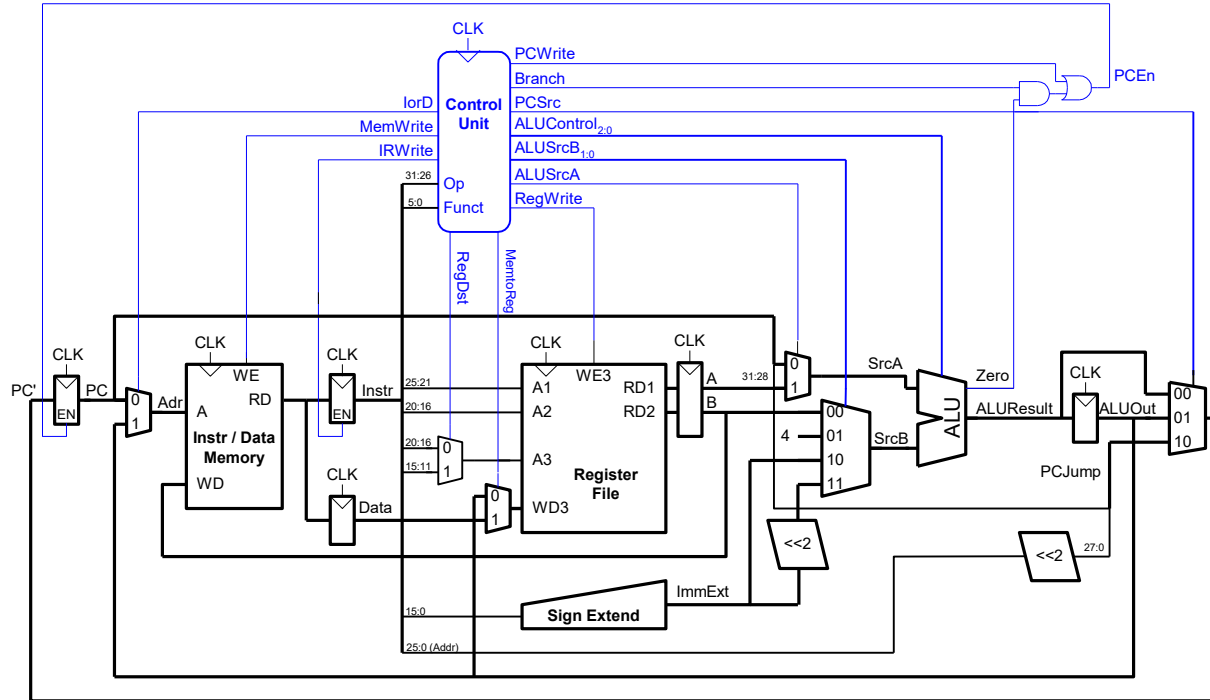 CLK
PCWrite
Branch
PCEn
IorD
Control
Unit
PCSrc
MemWrite
ALUControl2:0
IRWrite
ALUSrcB1:0
31:26
Op
ALUSrcA
5:0
Funct
RegWrite
RegDst
MemtoReg
CLK
CLK
CLK
CLK
CLK
PC'
PC
EN
0
1
Adr
WE
A
RD
Instr / Data
Memory
WD
EN
Instr
CLK
Data
25:21
20:16
20:16
15:11
0
1
0
1
A1
A2
A3
WD3
WE3
RD1
RD2
Register
File
A
B
31:28
0
1
SrcA
4
00
01
10
11
SrcB
ALU
Zero
ALUResult
CLK
ALUOut
PCJump
00
01
10
<<2
<<2
27:0
ImmExt
15:0
Sign Extend
25:0 (Addr)